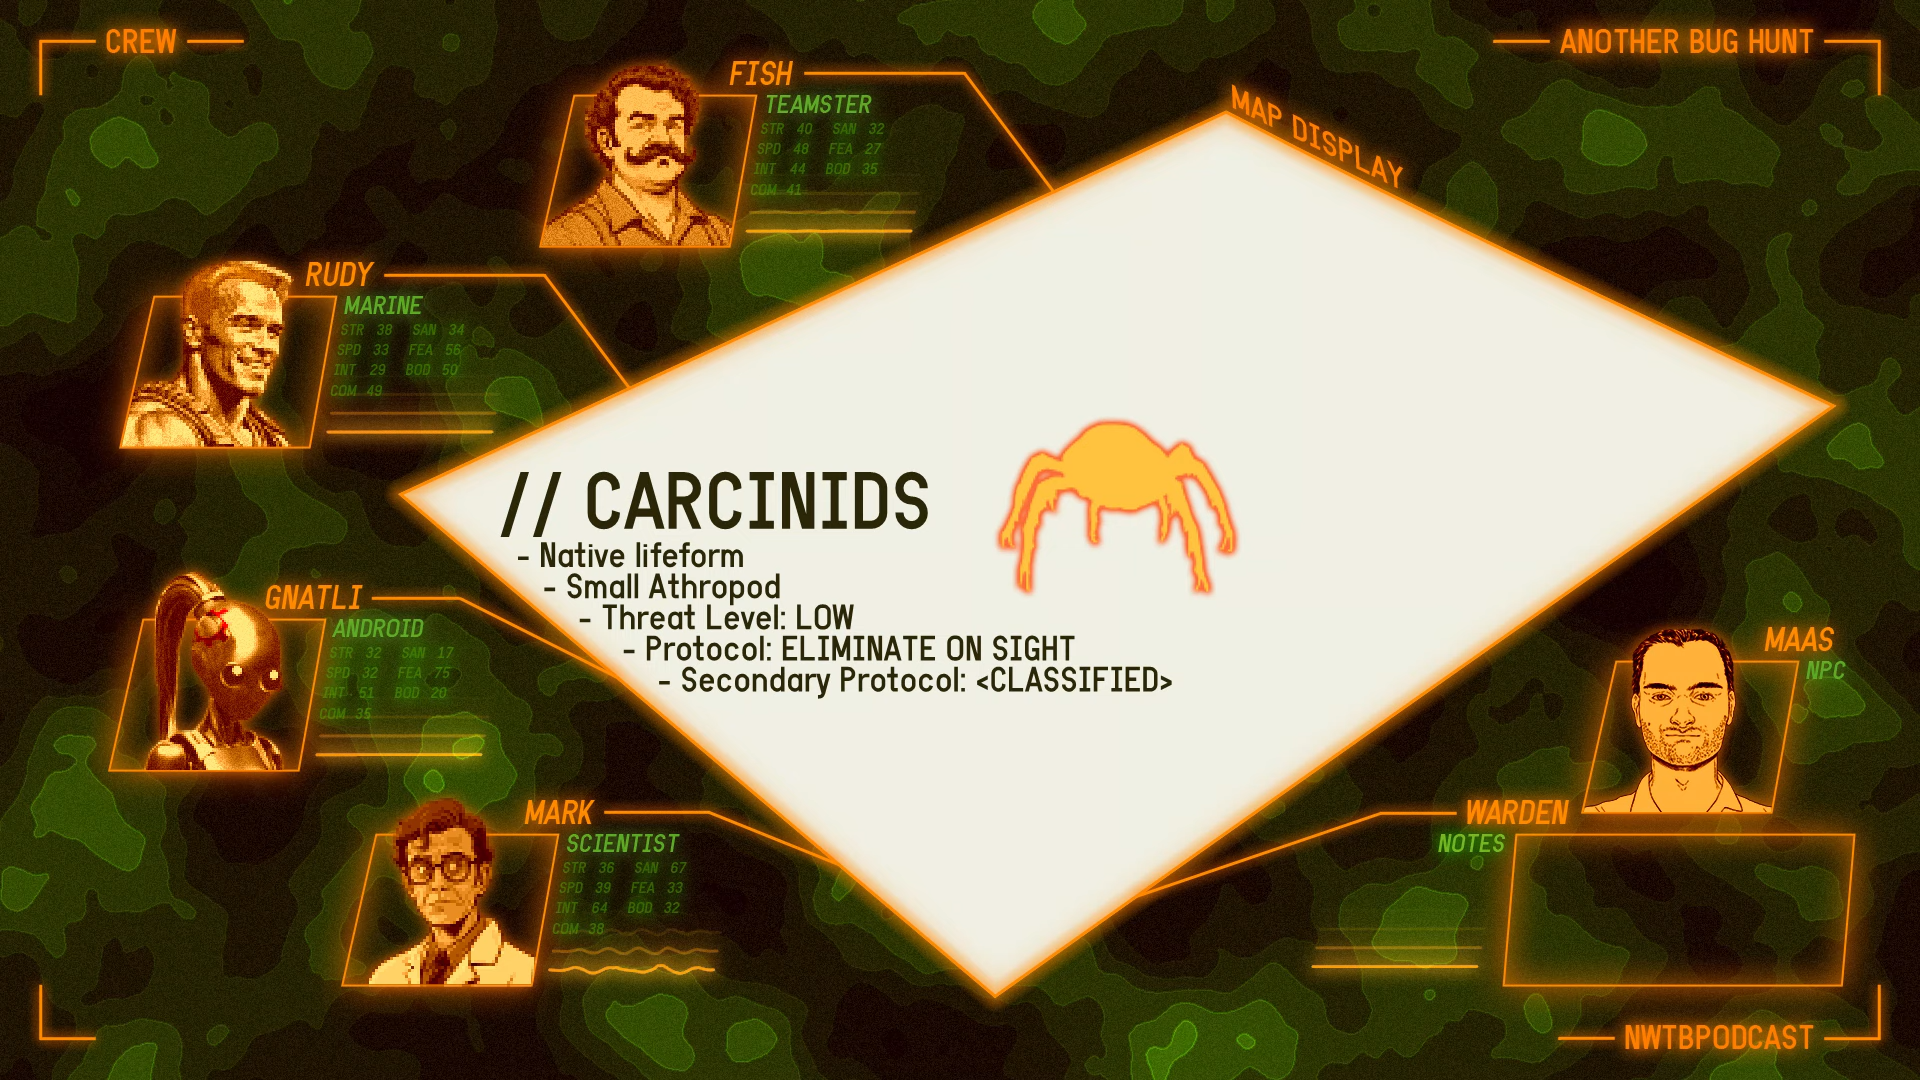 CREW
ANOTHER BUG HUNT
FISH
TEAMSTER
STR 40 SAN 32
SPD 48 FEA 27
INT 44 BOD 35
COM 41
MAP DISPLAY
RUDY
MARINE
STR 38 SAN 34
SPD 33 FEA 56
INT 29 BOD 50
COM 49
// CARCINIDS
- Native lifeform
- Small Athropod
- Threat Level: LOW
- Protocol: ELIMINATE ON SIGHT
- Secondary Protocol: <CLASSIFIED>
GNATLI
ANDROID
STR 32 SAN 17
SPD 32 FEA 75
INT 51 BOD 20
COM 35
MAAS
NPC
MARK
SCIENTIST
STR 36 SAN 67
SPD 39 FEA 33
INT 64 BOD 32
COM 38
WARDEN
NOTES
NWTBPODCAST